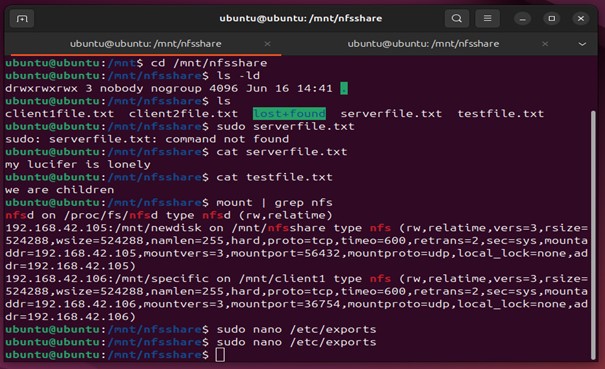 ubuntu@ubuntu: /mnt/nfsshare
ubuntu@ubuntu: /mnt/nfsshare
ubuntu@ubuntu: /mnt/nfsshare
ubuntu@ubuntu:/mnt$ cd /mnt/nfsshare
ubuntu@ubuntu:/mnt/nfsshare$ ls -ld
drwxrwxrwx 3 nobody nogroup 4096 Jun 16 14:41 .
ubuntu@ubuntu:/mnt/nfsshare$ ls
client1file.txt  client2file.txt  lost+found  serverfile.txt  testfile.txt
ubuntu@ubuntu:/mnt/nfsshare$ sudo serverfile.txt
sudo: serverfile.txt: command not found
ubuntu@ubuntu:/mnt/nfsshare$ cat serverfile.txt
my lucifer is lonely
ubuntu@ubuntu:/mnt/nfsshare$ cat testfile.txt
we are children
ubuntu@ubuntu:/mnt/nfsshare$ mount | grep nfs
nfsd on /proc/fs/nfsd type nfsd (rw,relatime)
192.168.42.105:/mnt/newdisk on /mnt/nfsshare type nfs (rw,relatime,vers=3,rsize=
524288,wsize=524288,namlen=255,hard,proto=tcp,timeo=600,retrans=2,sec=sys,mounta
ddr=192.168.42.105,mountvers=3,mountport=56432,mountproto=udp,local_lock=none,ad
dr=192.168.42.105)
192.168.42.106:/mnt/specific on /mnt/client1 type nfs (rw,relatime,vers=3,rsize=
524288,wsize=524288,namlen=255,hard,proto=tcp,timeo=600,retrans=2,sec=sys,mounta
ddr=192.168.42.106,mountvers=3,mountport=36754,mountproto=udp,local_lock=none,ad
dr=192.168.42.106)
ubuntu@ubuntu:/mnt/nfsshare$ sudo nano /etc/exports
ubuntu@ubuntu:/mnt/nfsshare$ sudo nano /etc/exports
ubuntu@ubuntu:/mnt/nfsshare$